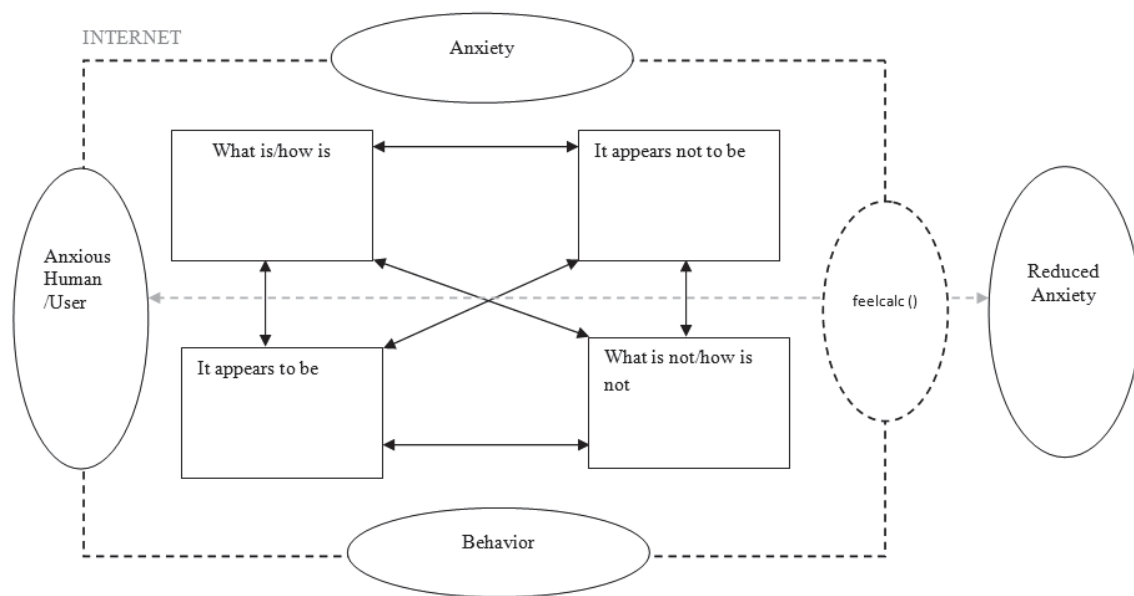 INTERNET
Anxiety
What is/how is
It appears not to be
Anxious
Human
/User
feelcalc ()
Reduced
Anxiety
It appears to be
What is not/how is
not
Behavior